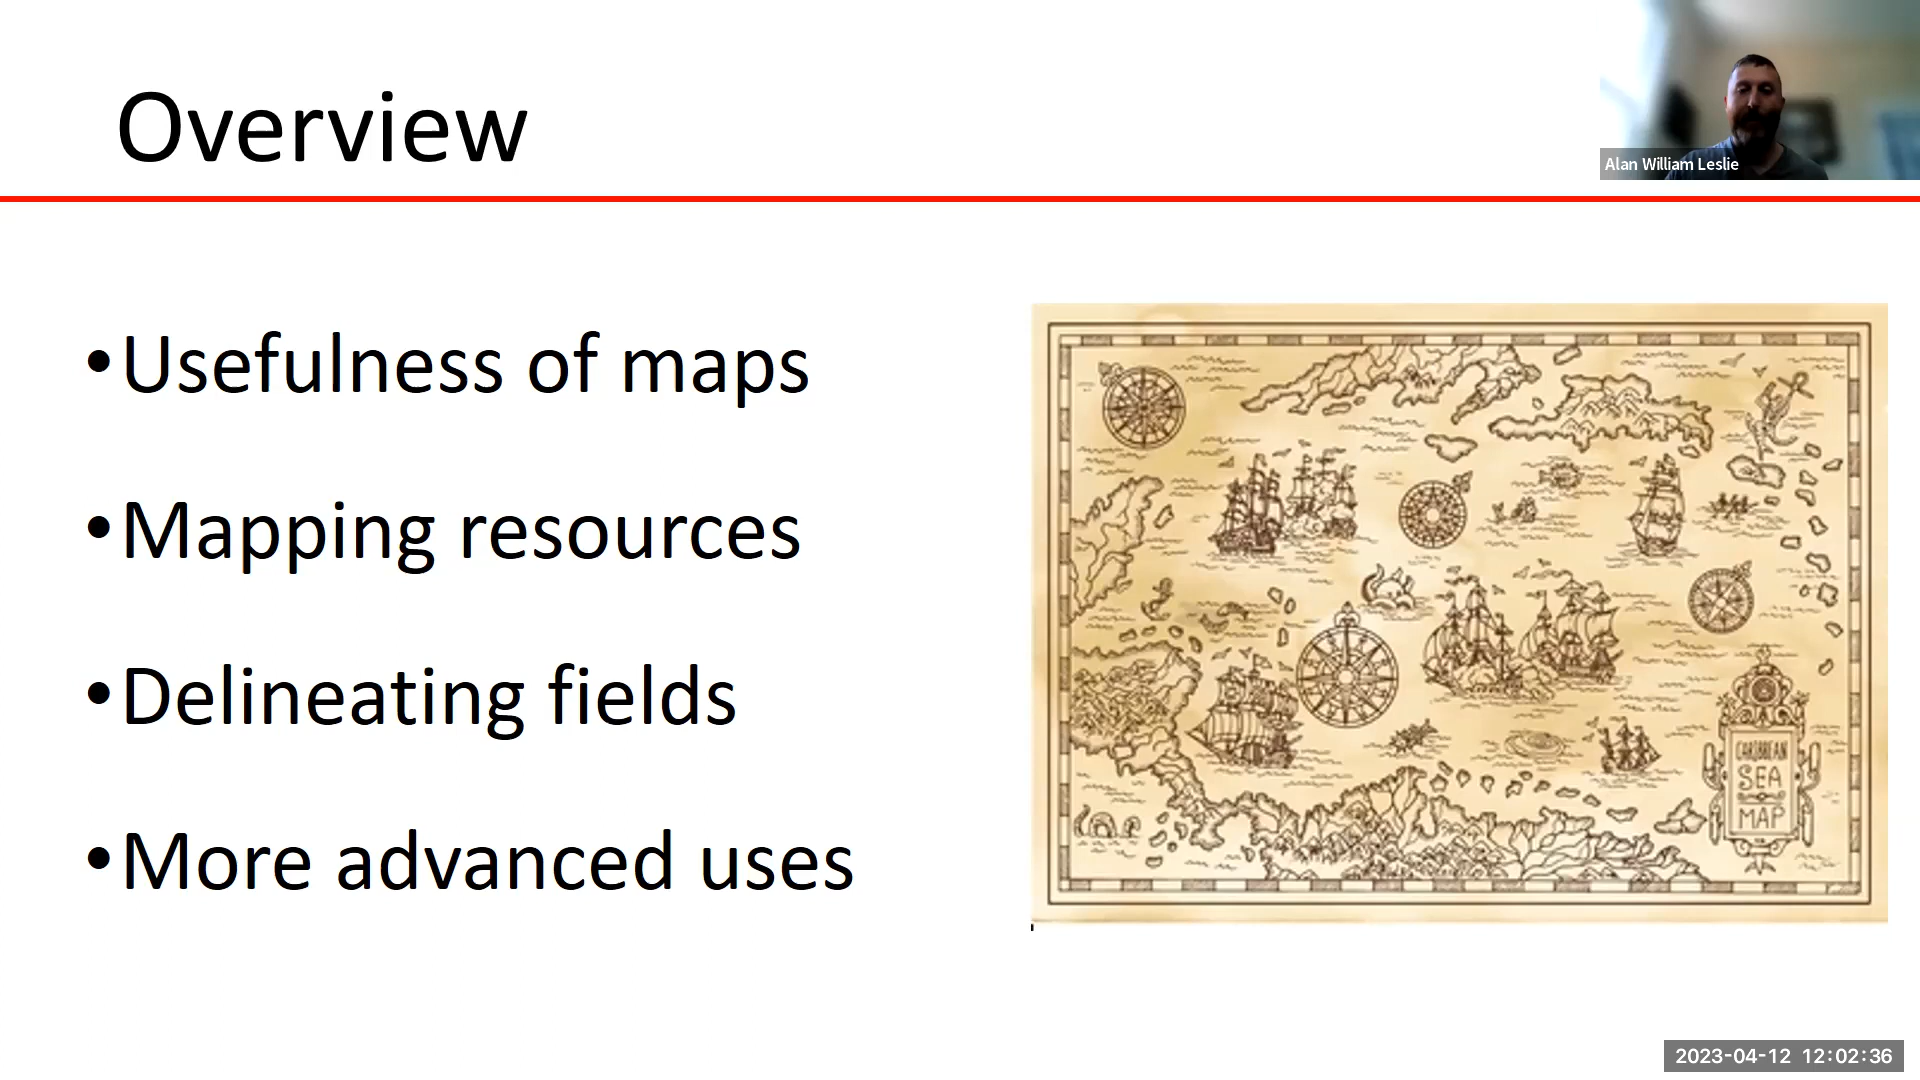 Overview
Alan William Leslie
•Usefulness of maps
•Mapping resources
•Delineating fields
•More advanced uses
CARIBBEAN
SEA
MAP
2023-04-12 12:02:36